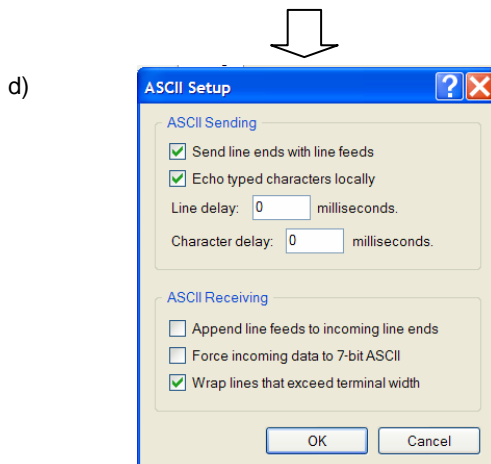 d)
ASCII Setup
ASCII Sending
Send line ends with line feeds
Echo typed characters locally
Line delay: 0 milliseconds.
Character delay: 0 milliseconds.
ASCII Receiving
Append line feeds to incoming line ends
Force incoming data to 7-bit ASCII
Wrap lines that exceed terminal width
OK Cancel